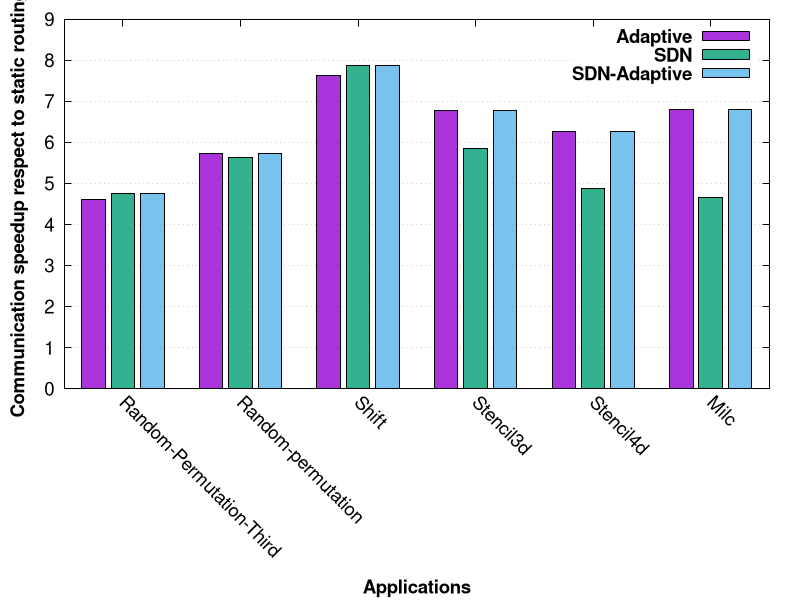 Communication speedup respect to static routing
9
8
7
6
5
4
3
2
1
0
Adaptive
SDN
SDN-Adaptive
Random-Permutation-Third
Random-permutation
Shift
Stencil3d
Stencil4d
Milc
Applications